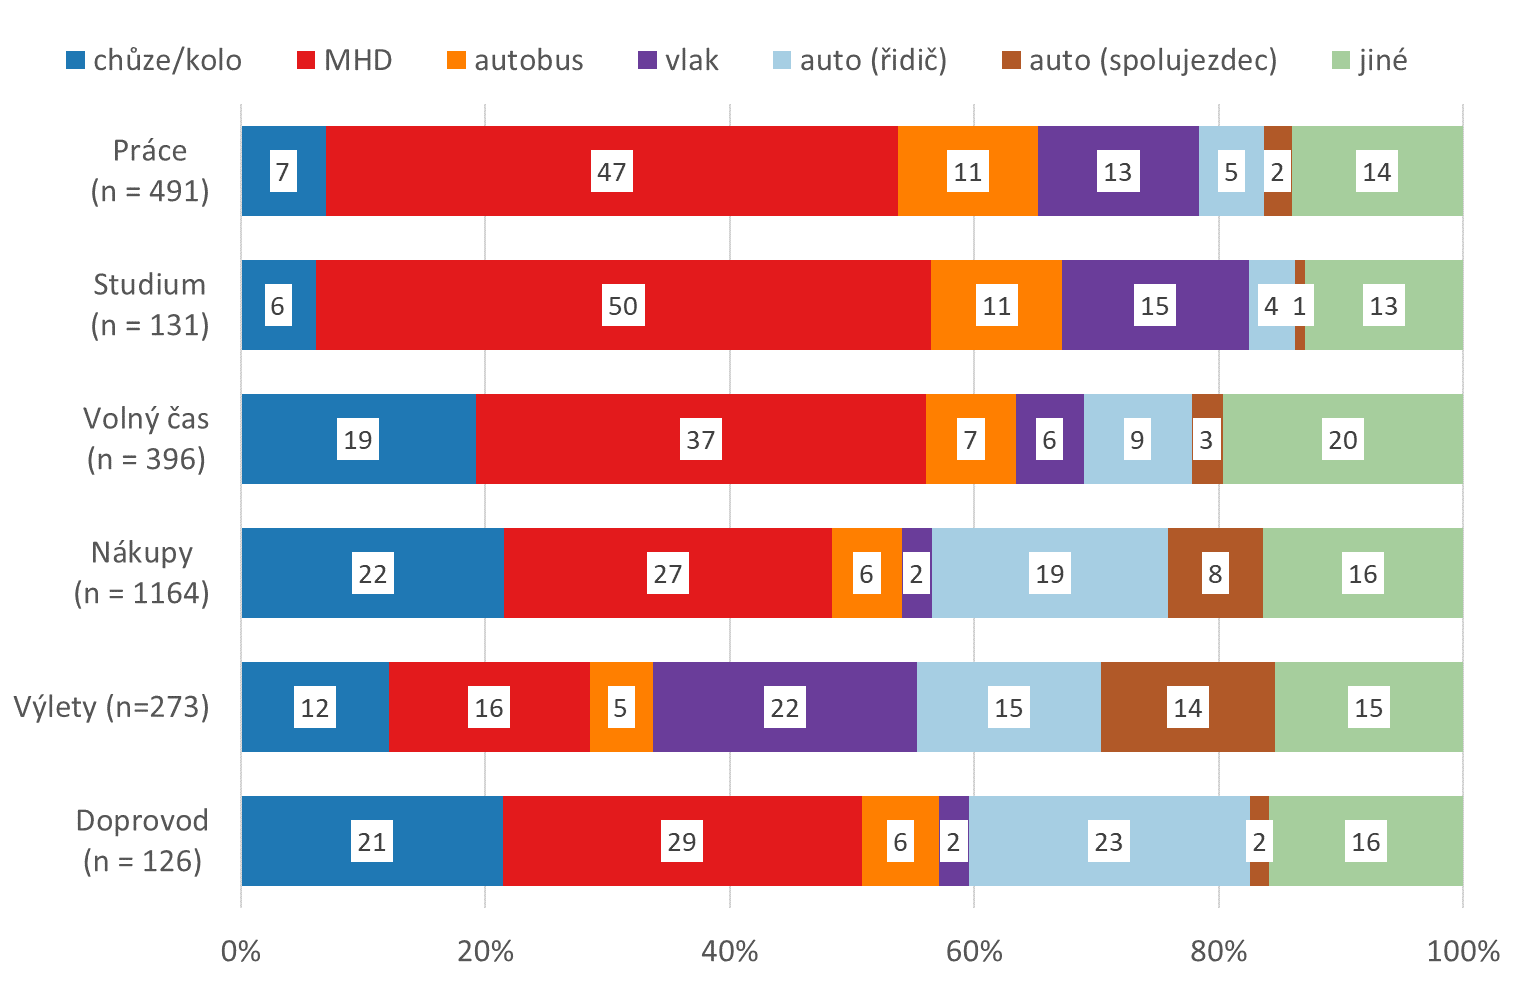 chůze/kolo MHD autobus vlak auto (řidič) auto (spolujezdec) jiné
Práce
(n = 491)
7 47 11 13 5 2 14
Studium
(n = 131)
6 50 11 15 4 1 13
Volný čas
(n = 396)
19 37 7 6 9 3 20
Nákupy
(n = 1164)
22 27 6 2 19 8 16
Výlety (n=273)
12 16 5 22 15 14 15
Doprovod
(n = 126)
21 29 6 2 23 2 16
0% 20% 40% 60% 80% 100%